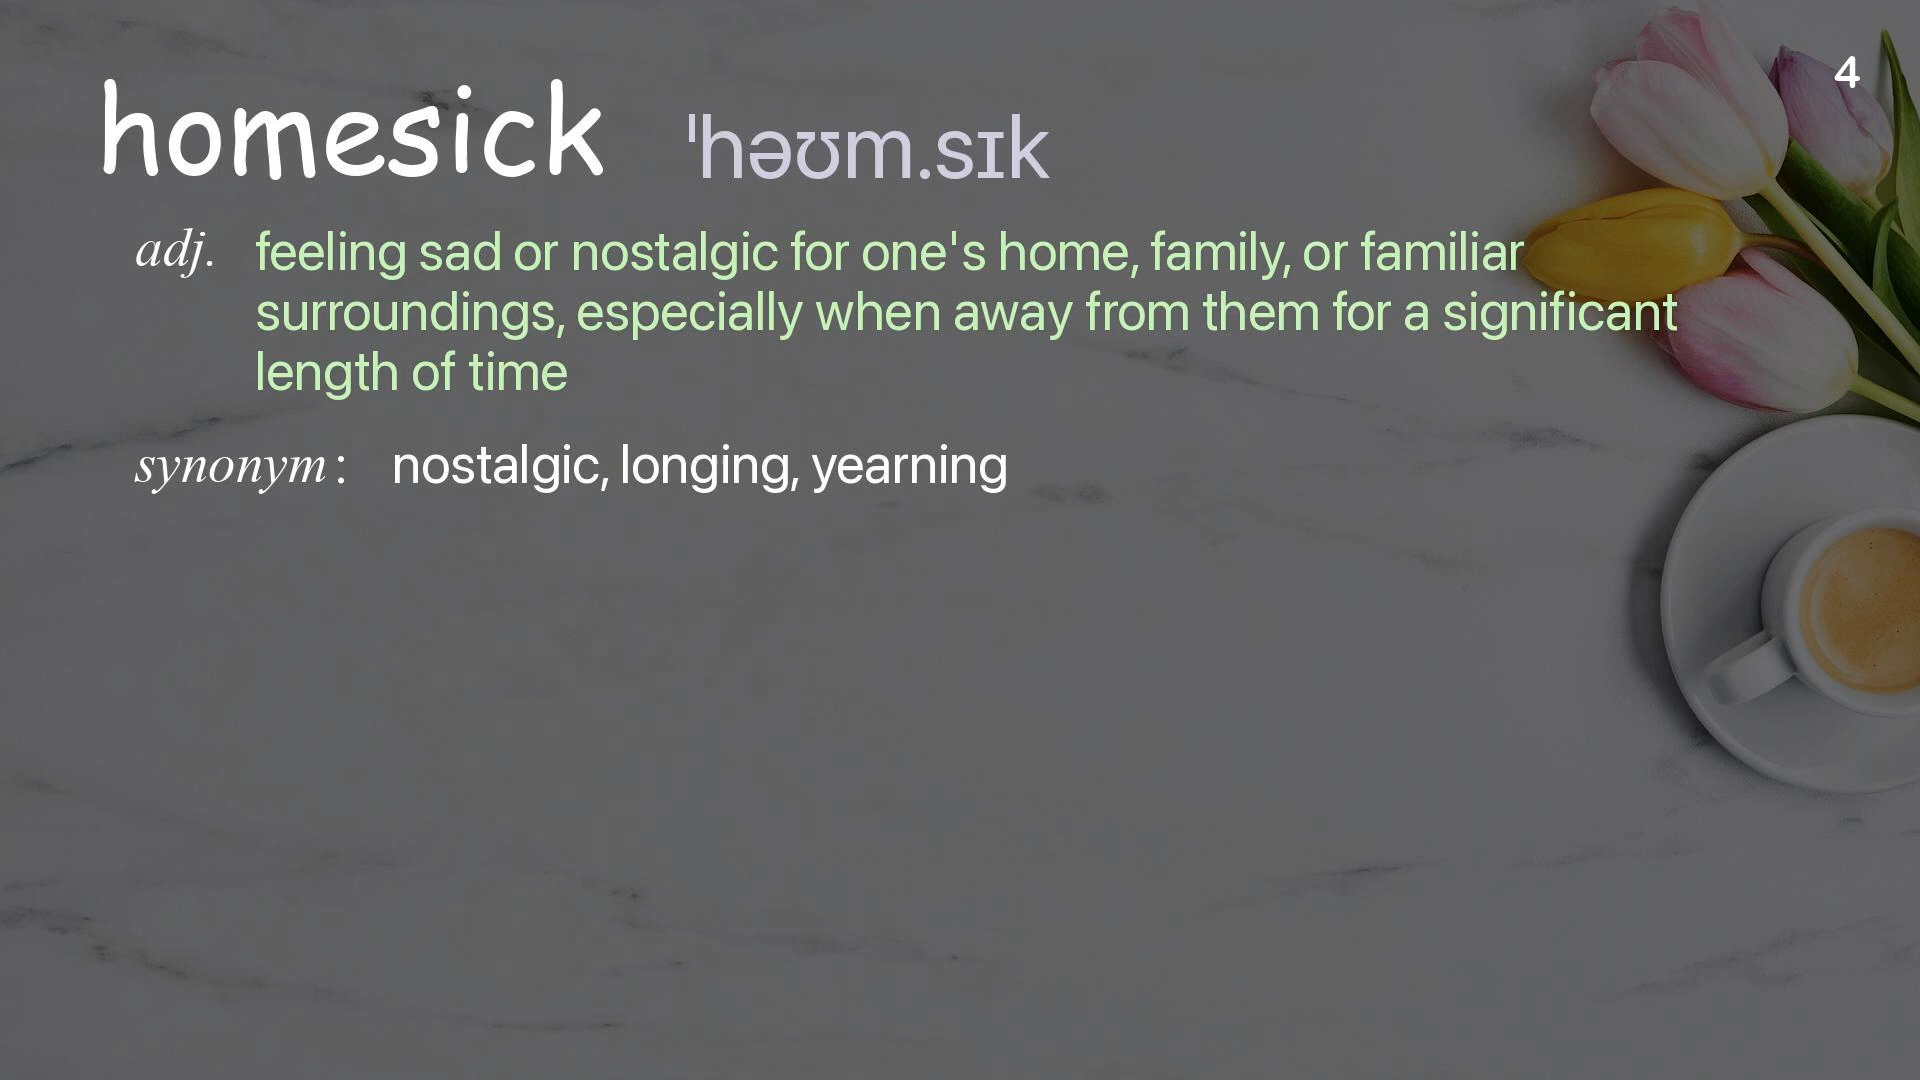 4
homesick ˈhəʊm.sɪk
adj. feeling sad or nostalgic for one's home, family, or familiar
surroundings, especially when away from them for a significant
length of time
synonym : nostalgic, longing, yearning